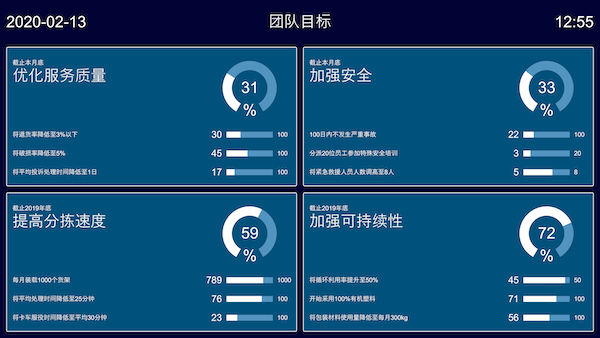 2020-02-13 团队目标 12:55
截止本月底
优化服务质量
31
%
将退货率降低至3%以下 30 100
将破损率降低至5% 45 100
将平均投诉处理时间降低至1日 17 100
截止本月底
加强安全
33
%
100日内不发生严重事故 22 100
分派20位员工参加特殊安全培训 3 20
将紧急救援人员人数调高至8人 5 8
截止2019年底
提高分拣速度
59
%
每月装载1000个货架 789 1000
将平均处理时间降低至25分钟 76 100
将卡车服役时间降低至平均30分钟 23 100
截止2019年底
加强可持续性
72
%
将循环利用率提升至50% 45 50
开始采用100%有机塑料 71 100
将包装材料使用量降低至每月300kg 56 100